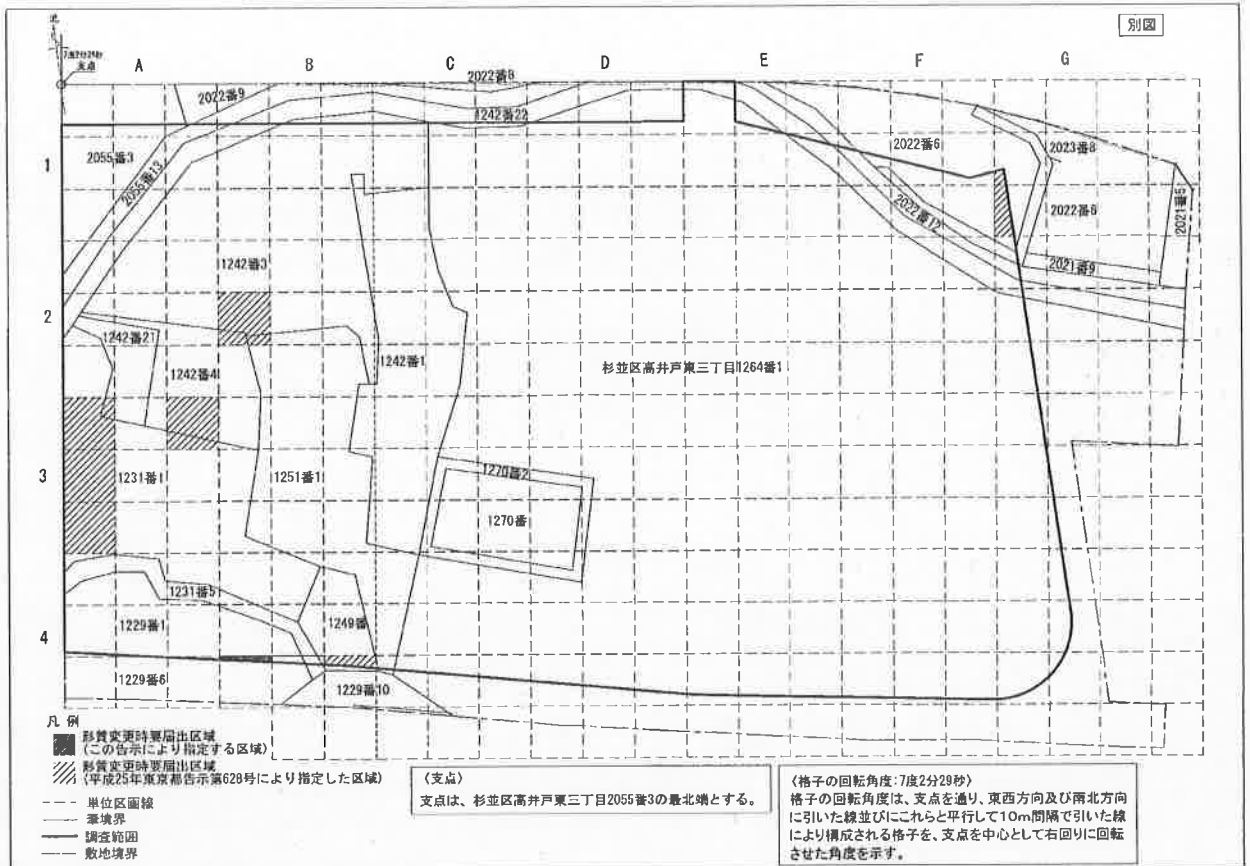 別図
支点
A
B
C
D
E
F
G
1
2
3
4
2022番9
2022番8
1242番22
2055番3
2055番13
2022番6
2023番8
2022番6
2021番5
2022番12
2021番9
1242番3
1242番21
1242番4
1242番1
杉並区高井戸東三丁目1264番1
1231番1
1251番1
1270番2
1270番
1231番5
1229番1
1249番
1229番6
1229番10
凡 例
形質変更時要届出区域
(この告示により指定する区域)
形質変更時要届出区域
(平成25年東京都告示第628号により指定した区域)
単位区画線
筆境界
調査範囲
敷地境界
〈支点〉
支点は、杉並区高井戸東三丁目2055番3の最北端とする。
〈格子の回転角度:7度2分29秒〉
格子の回転角度は、支点を通り、東西方向及び南北方向
に引いた線並びにこれらと平行して10m間隔で引いた線
により構成される格子を、支点を中心として右回りに回転
させた角度を示す。